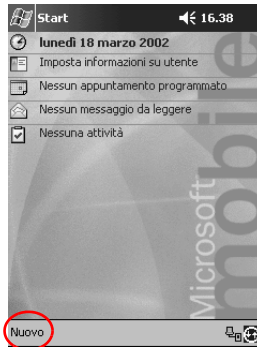 Start 16.38
lunedì 18 marzo 2002
Imposta informazioni su utente
Nessun appuntamento programmato
Nessun messaggio da leggere
Nessuna attività
Microsoft
mobile
Nuovo